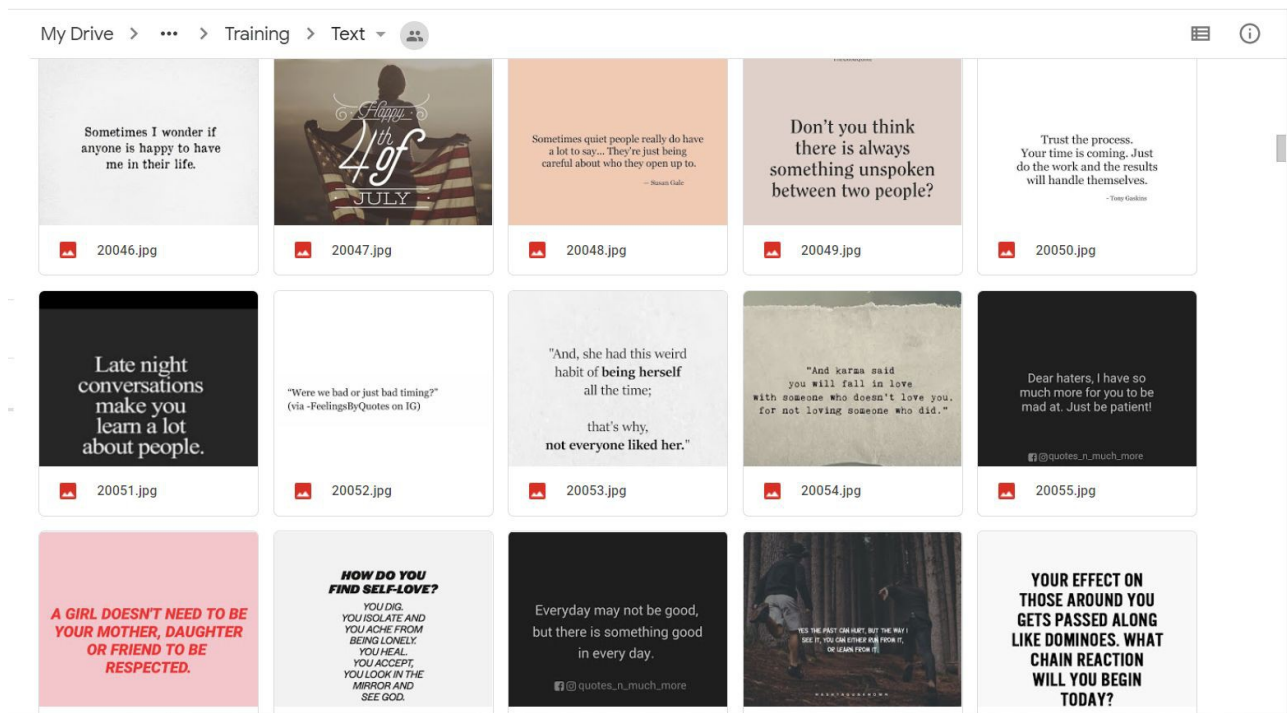 My Drive > ··· > Training > Text
Sometimes I wonder if
anyone is happy to have
me in their life.
20046.jpg
Happy
4th of
JULY
20047.jpg
Sometimes quiet people really do have
a lot to say... They're just being
careful about who they open up to.
— Susan Gale
20048.jpg
Don't you think
there is always
something unspoken
between two people?
20049.jpg
Trust the process.
Your time is coming. Just
do the work and the results
will handle themselves.
- Tony Gaskins
20050.jpg
Late night
conversations
make you
learn a lot
about people.
20051.jpg
“Were we bad or just bad timing?”
(via -FeelingsByQuotes on IG)
20052.jpg
"And, she had this weird
habit of being herself
all the time;
that's why,
not everyone liked her."
20053.jpg
"And karma said
you will fall in love
with someone who doesn't love you,
for not loving someone who did."
20054.jpg
Dear haters, I have so
much more for you to be
mad at. Just be patient!
quotes_n_much_more
20055.jpg
A GIRL DOESN'T NEED TO BE
YOUR MOTHER, DAUGHTER
OR FRIEND TO BE
RESPECTED.
HOW DO YOU
FIND SELF-LOVE?
YOU DIG.
YOU ISOLATE AND
YOU ACHE FROM
BEING LONELY.
YOU HEAL.
YOU ACCEPT,
YOU LOOK IN THE
MIRROR AND
SEE GOD.
Everyday may not be good,
but there is something good
in every day.
quotes_n_much_more
YES THE PAST CAN HURT, BUT THE WAY I
SEE IT, YOU CAN EITHER RUN FROM IT,
OR LEARN FROM IT.
YOUR EFFECT ON
THOSE AROUND YOU
GETS PASSED ALONG
LIKE DOMINOES. WHAT
CHAIN REACTION
WILL YOU BEGIN
TODAY?